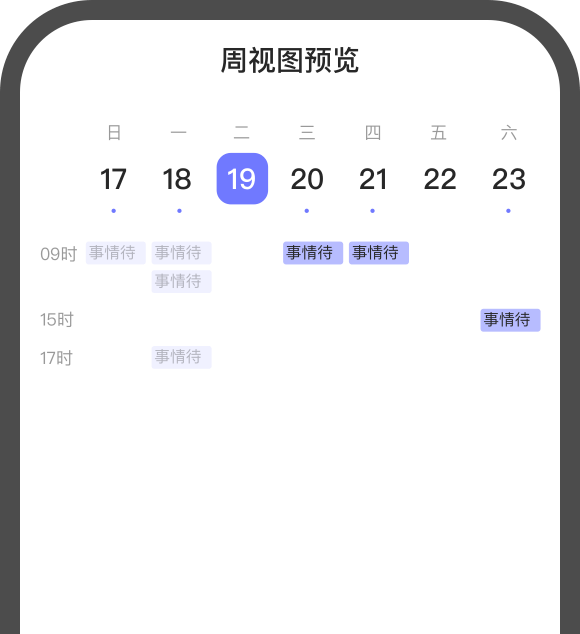 周视图预览
日 一 二 三 四 五 六
17 18 19 20 21 22 23
09时 事情待 事情待 事情待 事情待
事情待
15时 事情待
17时 事情待